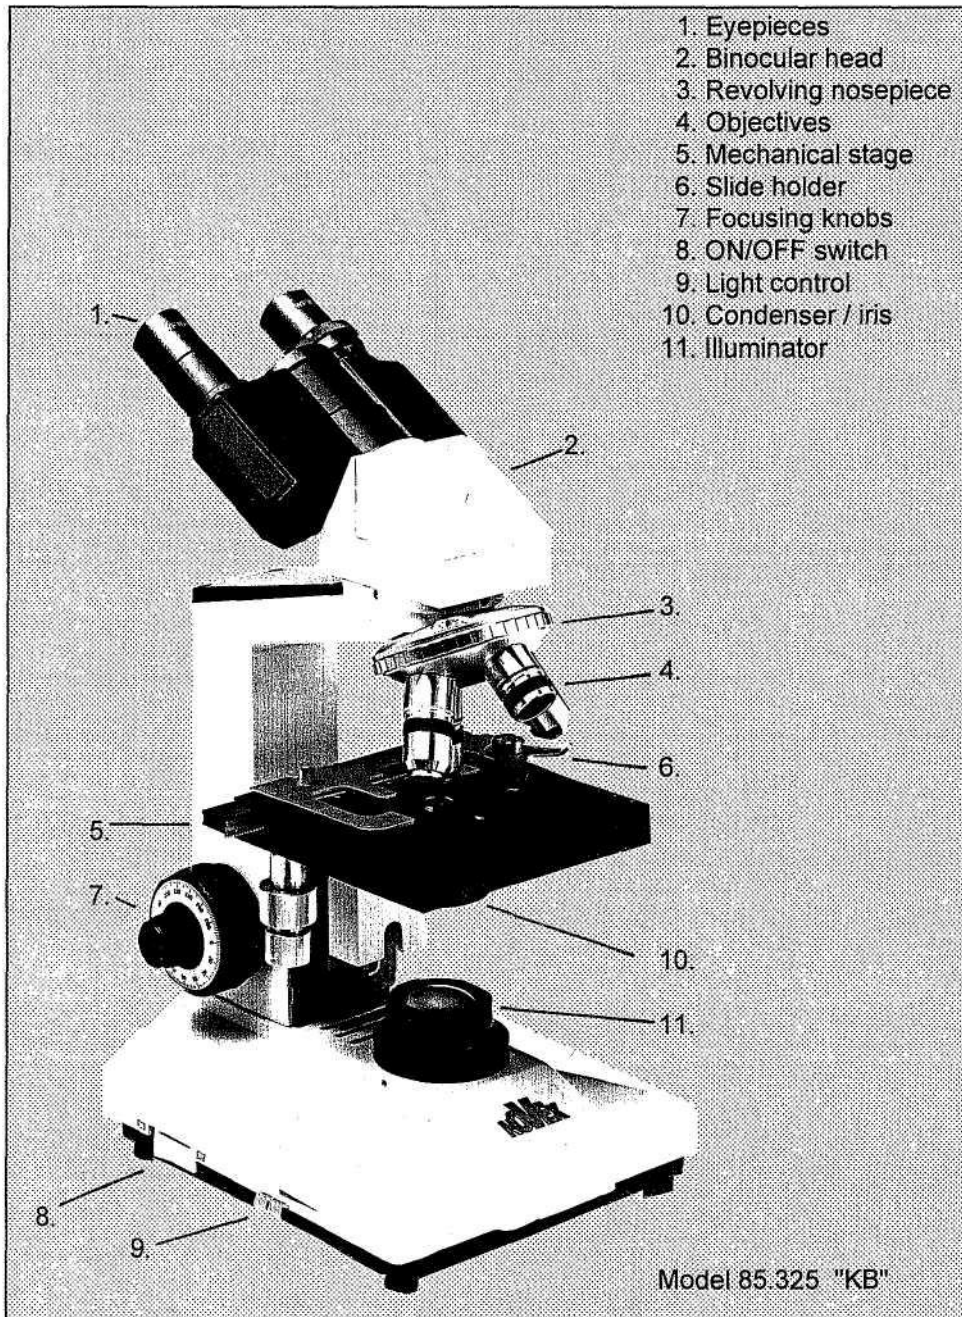 1. Eyepieces
2. Binocular head
3. Revolving nosepiece
4. Objectives
5. Mechanical stage
6. Slide holder
7. Focusing knobs
8. ON/OFF switch
9. Light control
10. Condenser / iris
11. Illuminator
1.
2.
3.
4.
6.
5.
7.
10.
11.
8.
9.
Model 85.325 "KB"